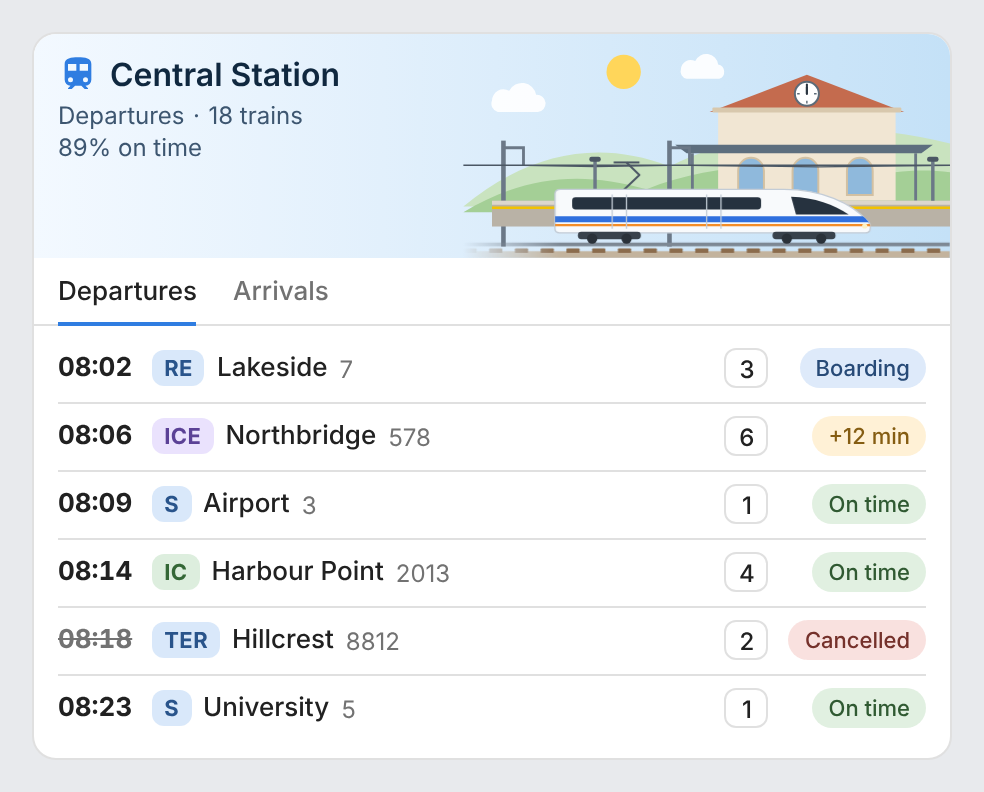 Central Station
Departures · 18 trains
89% on time
Departures Arrivals
08:02 RE Lakeside 7 3 Boarding
08:06 ICE Northbridge 578 6 +12 min
08:09 S Airport 3 1 On time
08:14 IC Harbour Point 2013 4 On time
08:18 TER Hillcrest 8812 2 Cancelled
08:23 S University 5 1 On time